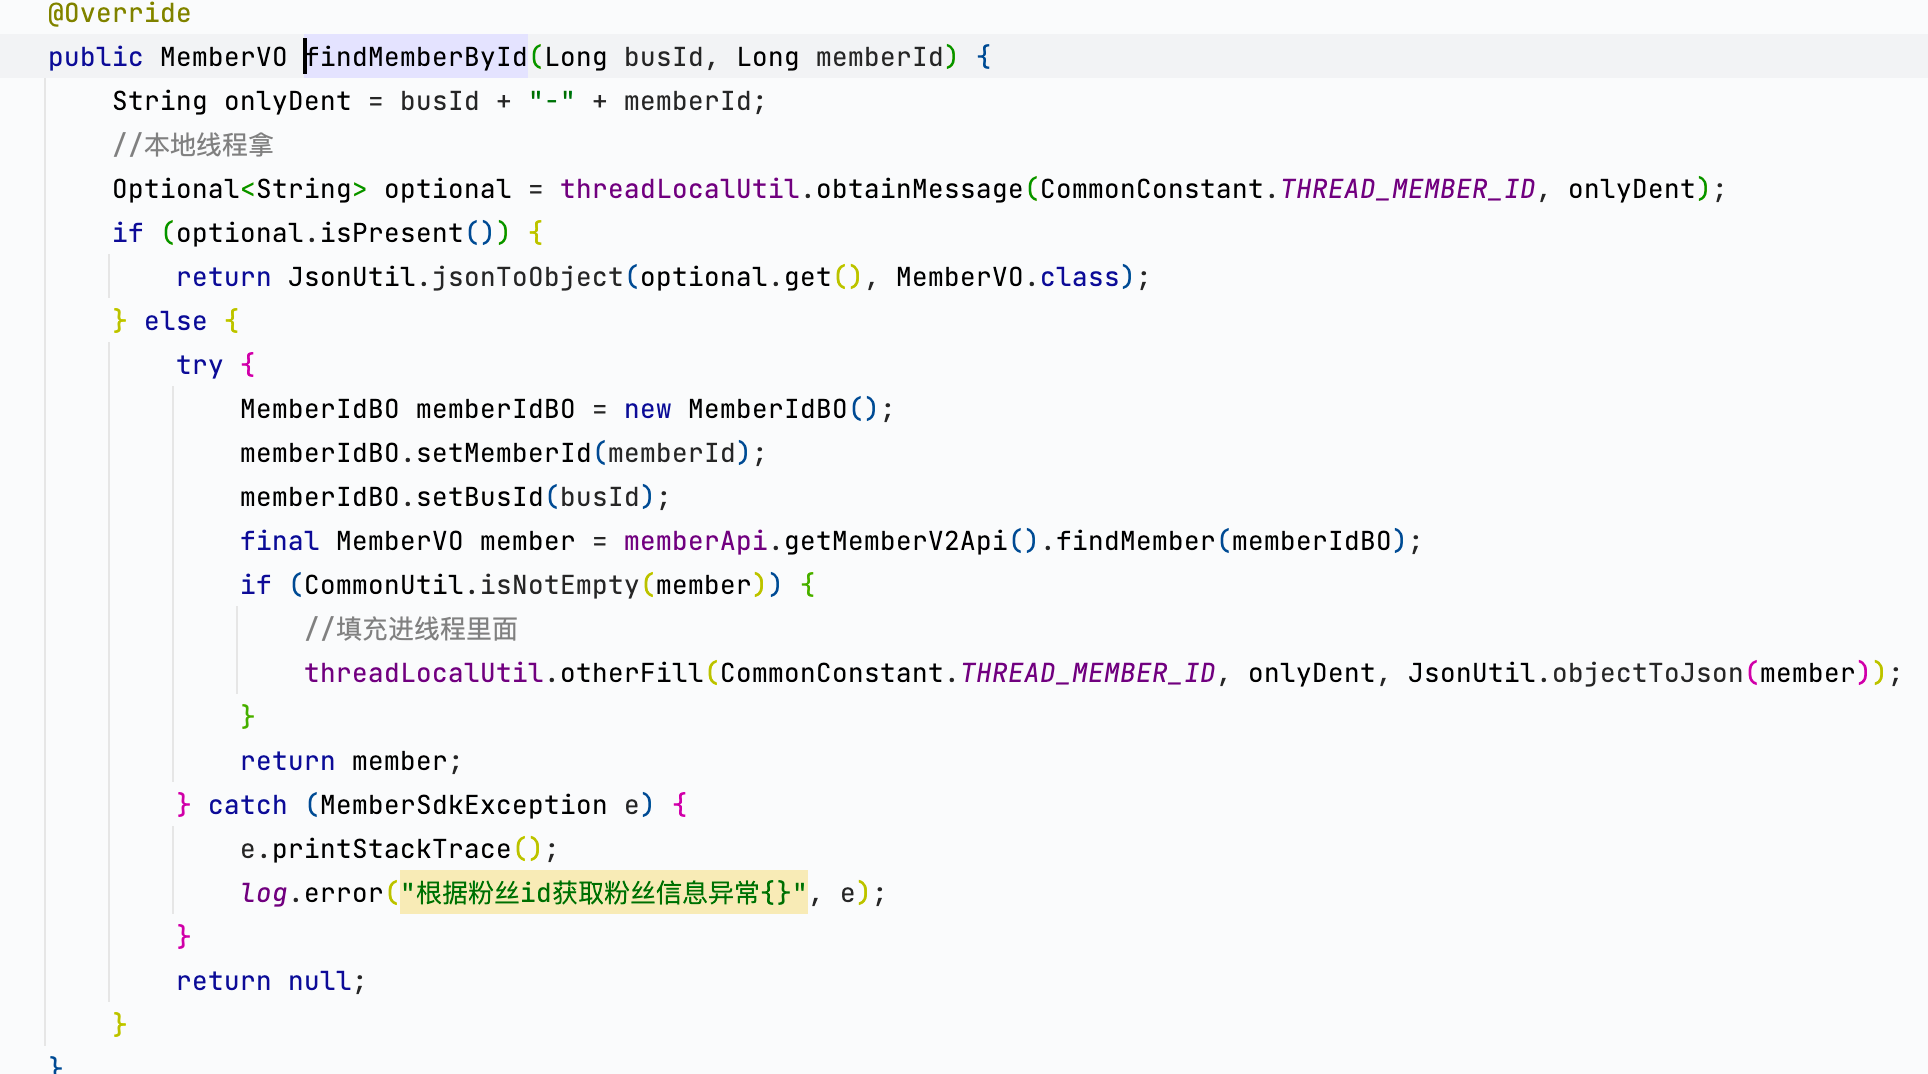 @Override
public MemberVO findMemberById(Long busId, Long memberId) {
    String onlyDent = busId + "-" + memberId;
    //本地线程拿
    Optional<String> optional = threadLocalUtil.obtainMessage(CommonConstant.THREAD_MEMBER_ID, onlyDent);
    if (optional.isPresent()) {
        return JsonUtil.jsonToObject(optional.get(), MemberVO.class);
    } else {
        try {
            MemberIdBO memberIdBO = new MemberIdBO();
            memberIdBO.setMemberId(memberId);
            memberIdBO.setBusId(busId);
            final MemberVO member = memberApi.getMemberV2Api().findMember(memberIdBO);
            if (CommonUtil.isNotEmpty(member)) {
                //填充进线程里面
                threadLocalUtil.otherFill(CommonConstant.THREAD_MEMBER_ID, onlyDent, JsonUtil.objectToJson(member));
            }
            return member;
        } catch (MemberSdkException e) {
            e.printStackTrace();
            log.error("根据粉丝id获取粉丝信息异常{}", e);
        }
        return null;
    }
}